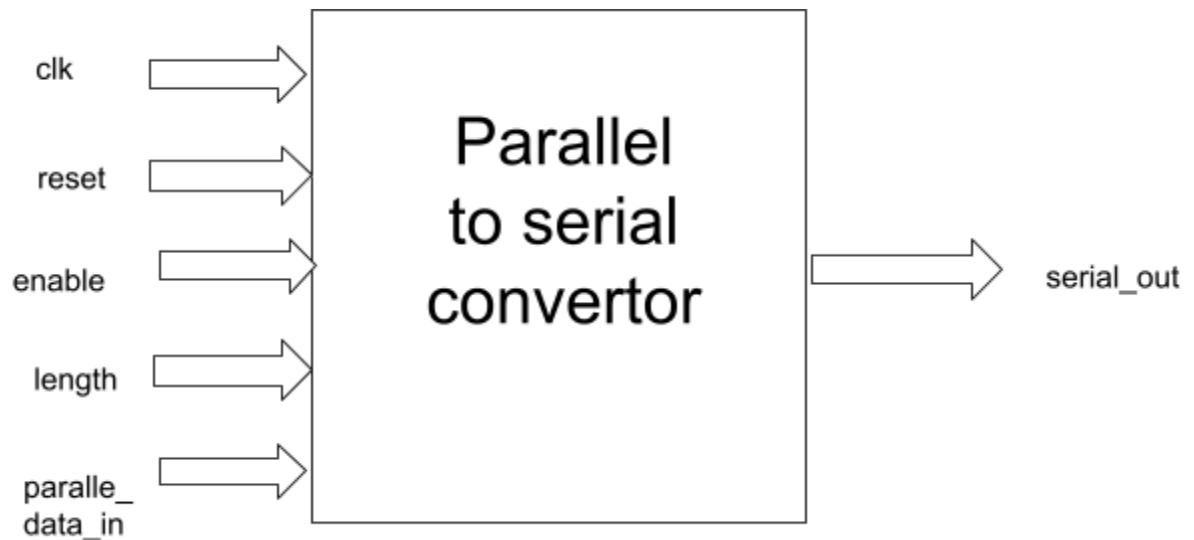 clk
reset
enable
length
paralle_
data_in
Parallel
to serial
convertor
serial_out